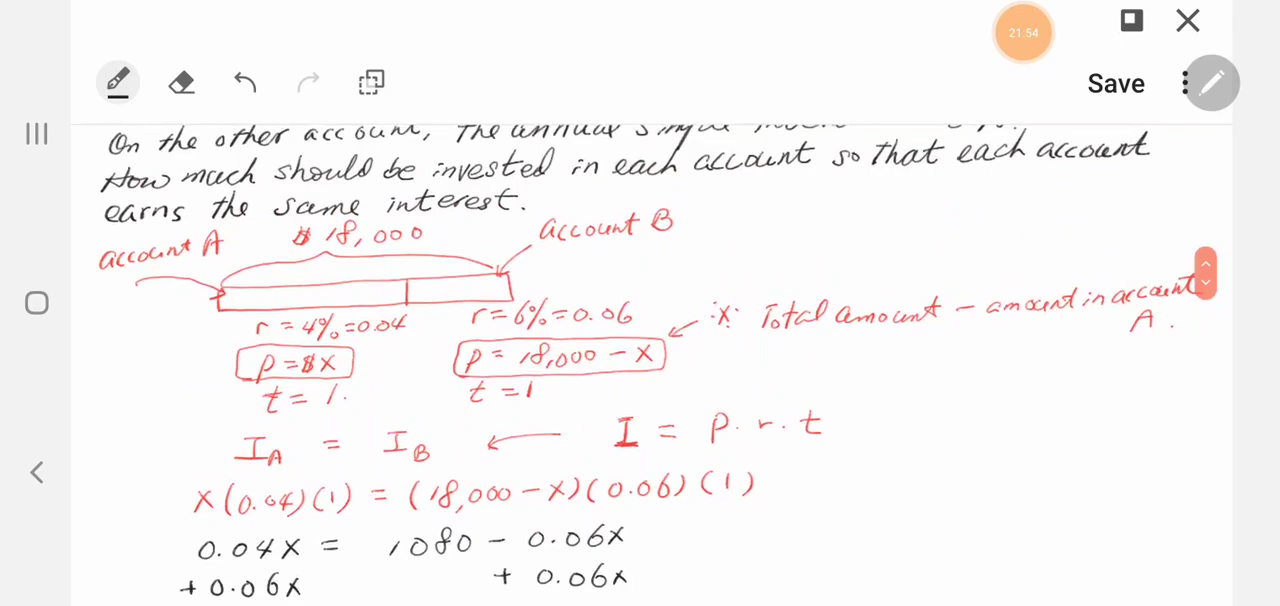 21:54
Save
On the other account, the annual
How much should be invested in each account so that each account
earns the same interest.
account A
$ 18,000
account B
r = 4% = 0.04
r = 6% = 0.06
x: Total amount - amount in account A.
p = $x
p = 18,000 - x
t = 1.
t = 1
I = p. r. t
I_A = I_B
x(0.04)(1) = (18,000 - x)(0.06)(1)
0.04x = 1080 - 0.06x
+ 0.06x + 0.06x